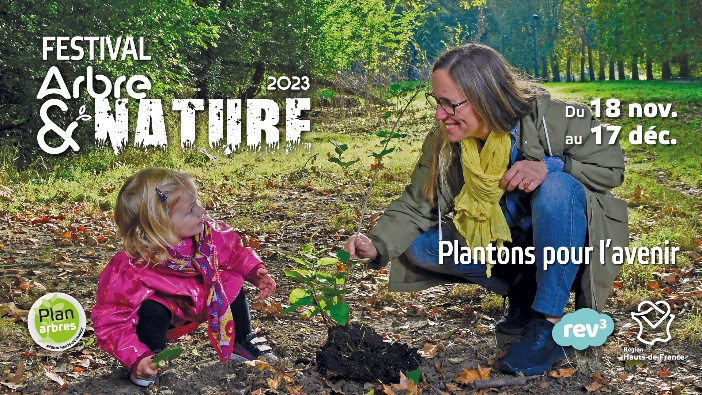 FESTIVAL
Arbre
2023
& NATURE
Du 18 nov.
au 17 déc.
Plantons pour l'avenir
Plan
arbres
rev3
Région
Hauts-de-France